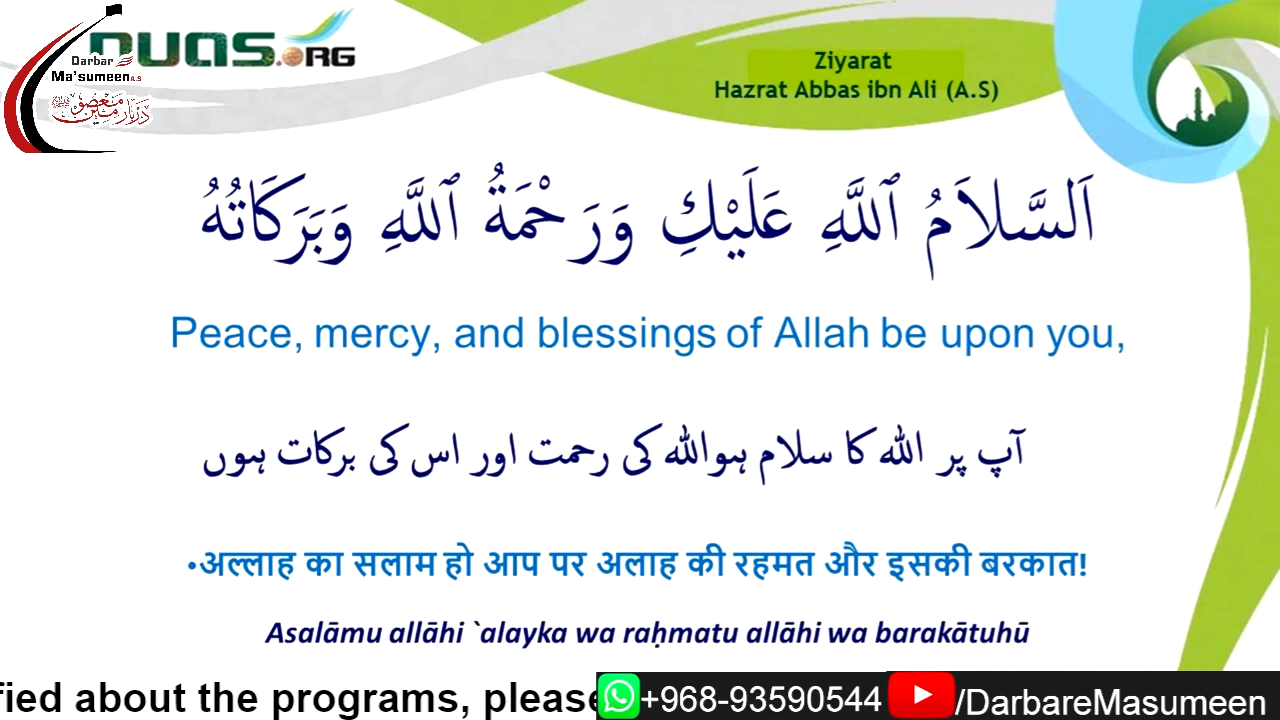 DUAS.ORG
Darbar
Ma'sumeen A.S
دربار معصومین
Ziyarat
Hazrat Abbas ibn Ali (A.S)
اَلسَّلاَمُ ٱللَّهِ عَلَيْكِ وَرَحْمَةُ ٱللَّهِ وَبَرَكَاتُهُ
Peace, mercy, and blessings of Allah be upon you,
آپ پر اللہ کا سلام ہواللہ کی رحمت اور اس کی برکات ہوں
•अल्लाह का सलाम हो आप पर अलाह की रहमत और इसकी बरकात!
Asalāmu allāhi `alayka wa raḥmatu allāhi wa barakātuhū
fied about the programs, please
+968-93590544
/DarbareMasumeen